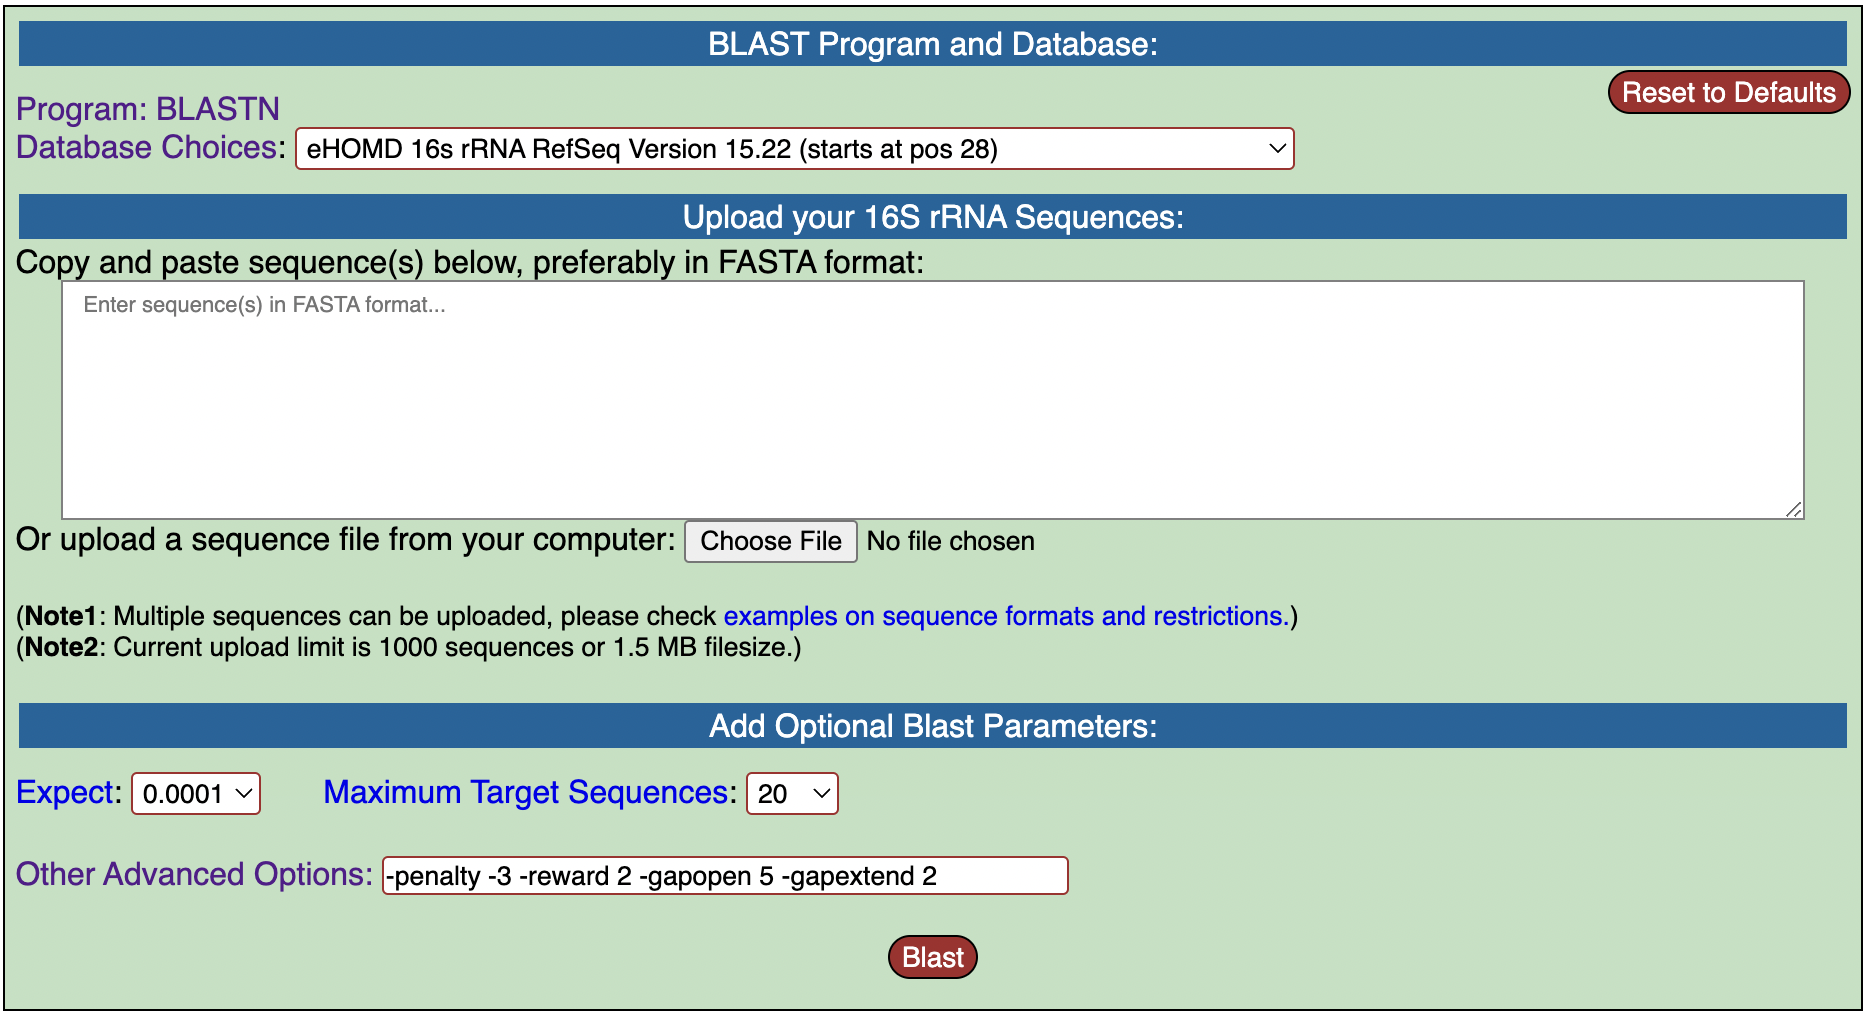 BLAST Program and Database:
Reset to Defaults
Program: BLASTN
Database Choices: eHOMD 16s rRNA RefSeq Version 15.22 (starts at pos 28)
Upload your 16S rRNA Sequences:
Copy and paste sequence(s) below, preferably in FASTA format:
Enter sequence(s) in FASTA format...
Or upload a sequence file from your computer: Choose File No file chosen
(Note1: Multiple sequences can be uploaded, please check examples on sequence formats and restrictions.)
(Note2: Current upload limit is 1000 sequences or 1.5 MB filesize.)
Add Optional Blast Parameters:
Expect: 0.0001 Maximum Target Sequences: 20
Other Advanced Options: -penalty -3 -reward 2 -gapopen 5 -gapextend 2
Blast